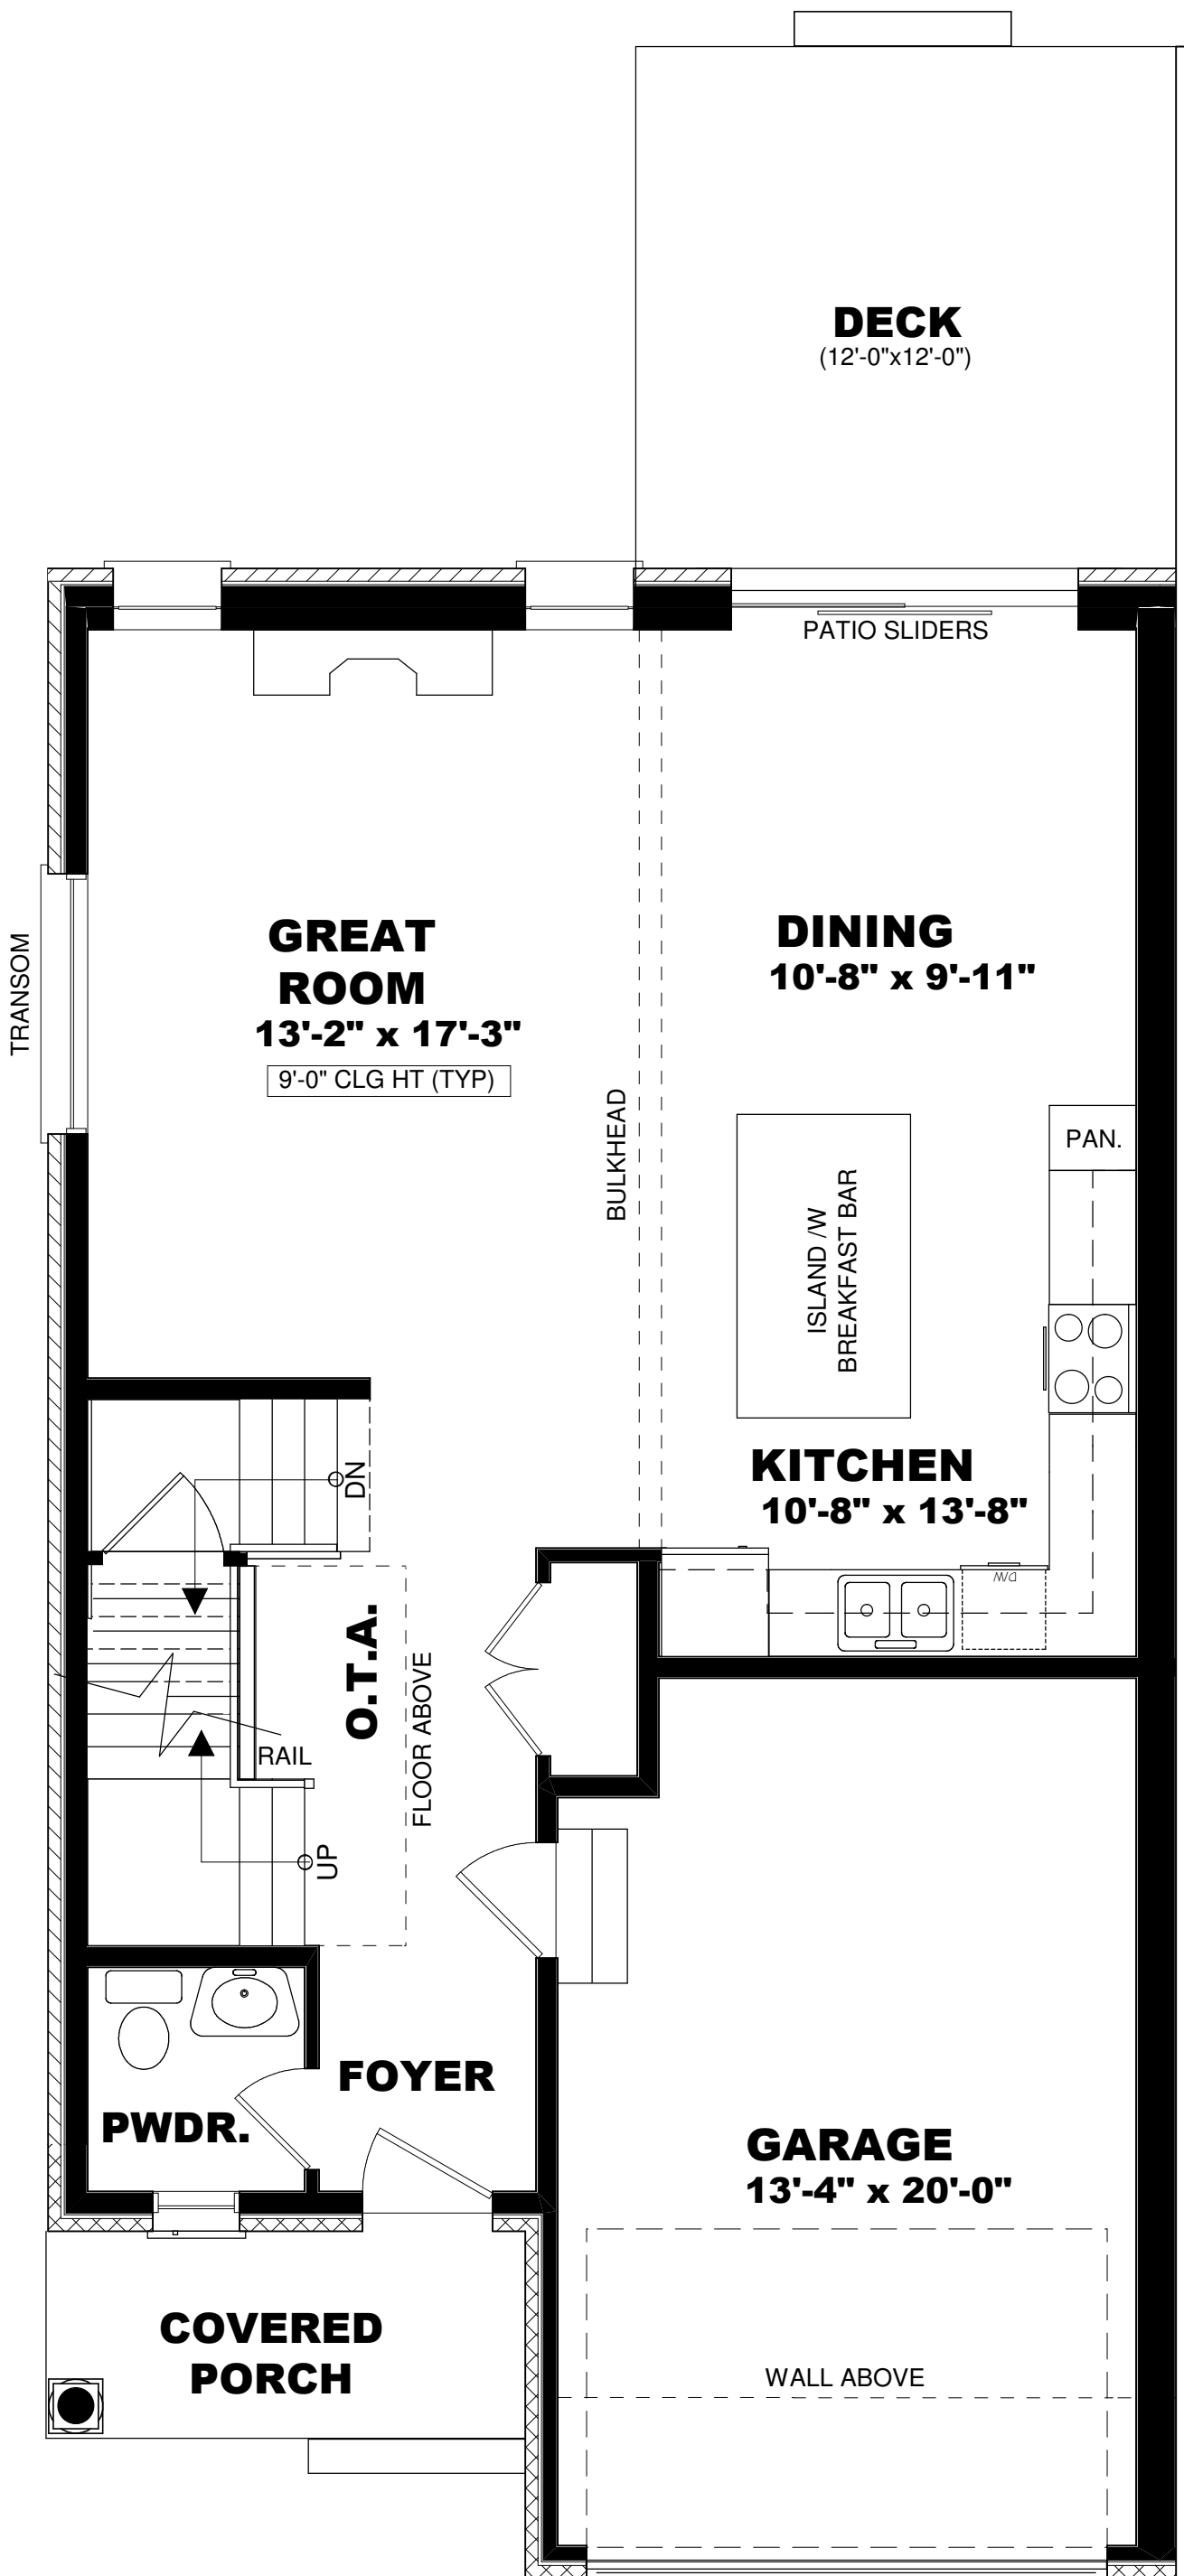 DECK
(12'-0"x12'-0")
PATIO SLIDERS
TRANSOM
GREAT
ROOM
13'-2" x 17'-3"
9'-0" CLG HT (TYP)
DINING
10'-8" x 9'-11"
BULKHEAD
PAN.
ISLAND /W
BREAKFAST BAR
KITCHEN
10'-8" x 13'-8"
DN
D/W
O.T.A.
FLOOR ABOVE
RAIL
UP
FOYER
PWDR.
GARAGE
13'-4" x 20'-0"
COVERED
PORCH
WALL ABOVE